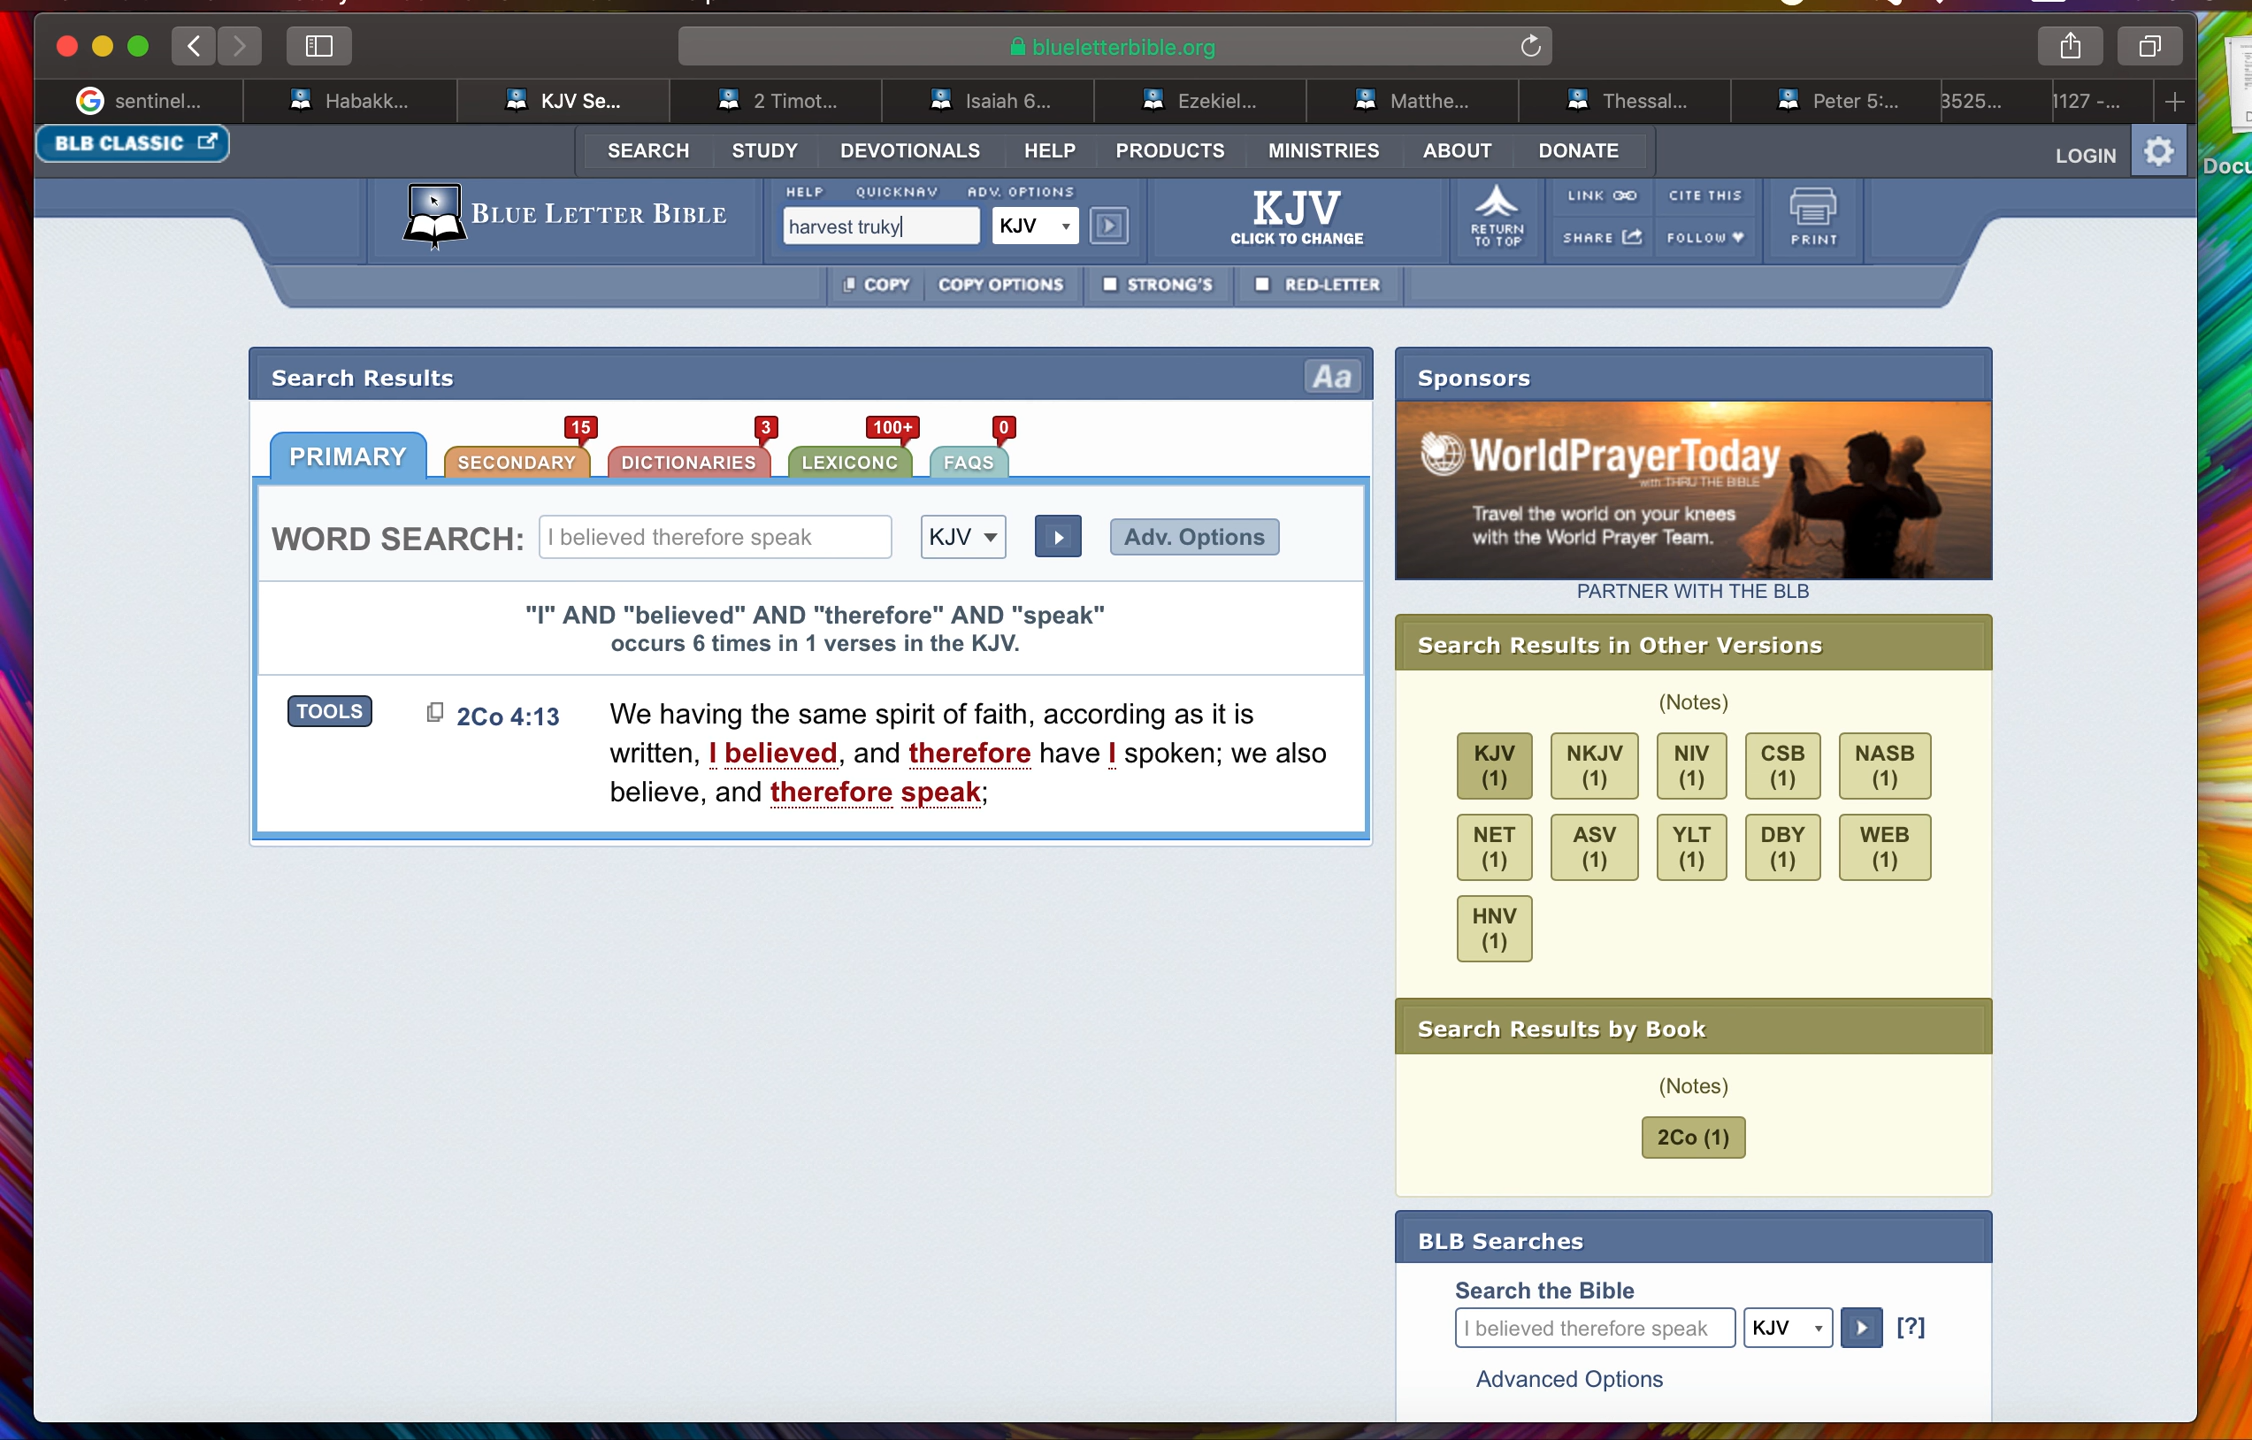 blueletterbible.org
sentinel...
Habakk...
KJV Se...
2 Timot...
Isaiah 6...
Ezekiel...
Matthe...
Thessal...
Peter 5:...
3525...
1127 -...
BLB CLASSIC
SEARCH
STUDY
DEVOTIONALS
HELP
PRODUCTS
MINISTRIES
ABOUT
DONATE
LOGIN
Docu
BLUE LETTER BIBLE
HELP
QUICKNAV
ADV. OPTIONS
harvest truky
KJV
KJV
CLICK TO CHANGE
RETURN
TO TOP
LINK
CITE THIS
SHARE
FOLLOW
PRINT
COPY
COPY OPTIONS
STRONG'S
RED-LETTER
Search Results
Aa
PRIMARY
SECONDARY
15
DICTIONARIES
3
LEXICONC
100+
FAQS
0
WORD SEARCH:
I believed therefore speak
KJV
Adv. Options
"I" AND "believed" AND "therefore" AND "speak"
occurs 6 times in 1 verses in the KJV.
TOOLS
2Co 4:13
We having the same spirit of faith, according as it is
written, I believed, and therefore have I spoken; we also
believe, and therefore speak;
Sponsors
WorldPrayerToday
with THRU THE BIBLE
Travel the world on your knees
with the World Prayer Team.
PARTNER WITH THE BLB
Search Results in Other Versions
(Notes)
KJV
(1)
NKJV
(1)
NIV
(1)
CSB
(1)
NASB
(1)
NET
(1)
ASV
(1)
YLT
(1)
DBY
(1)
WEB
(1)
HNV
(1)
Search Results by Book
(Notes)
2Co (1)
BLB Searches
Search the Bible
I believed therefore speak
KJV
[?]
Advanced Options